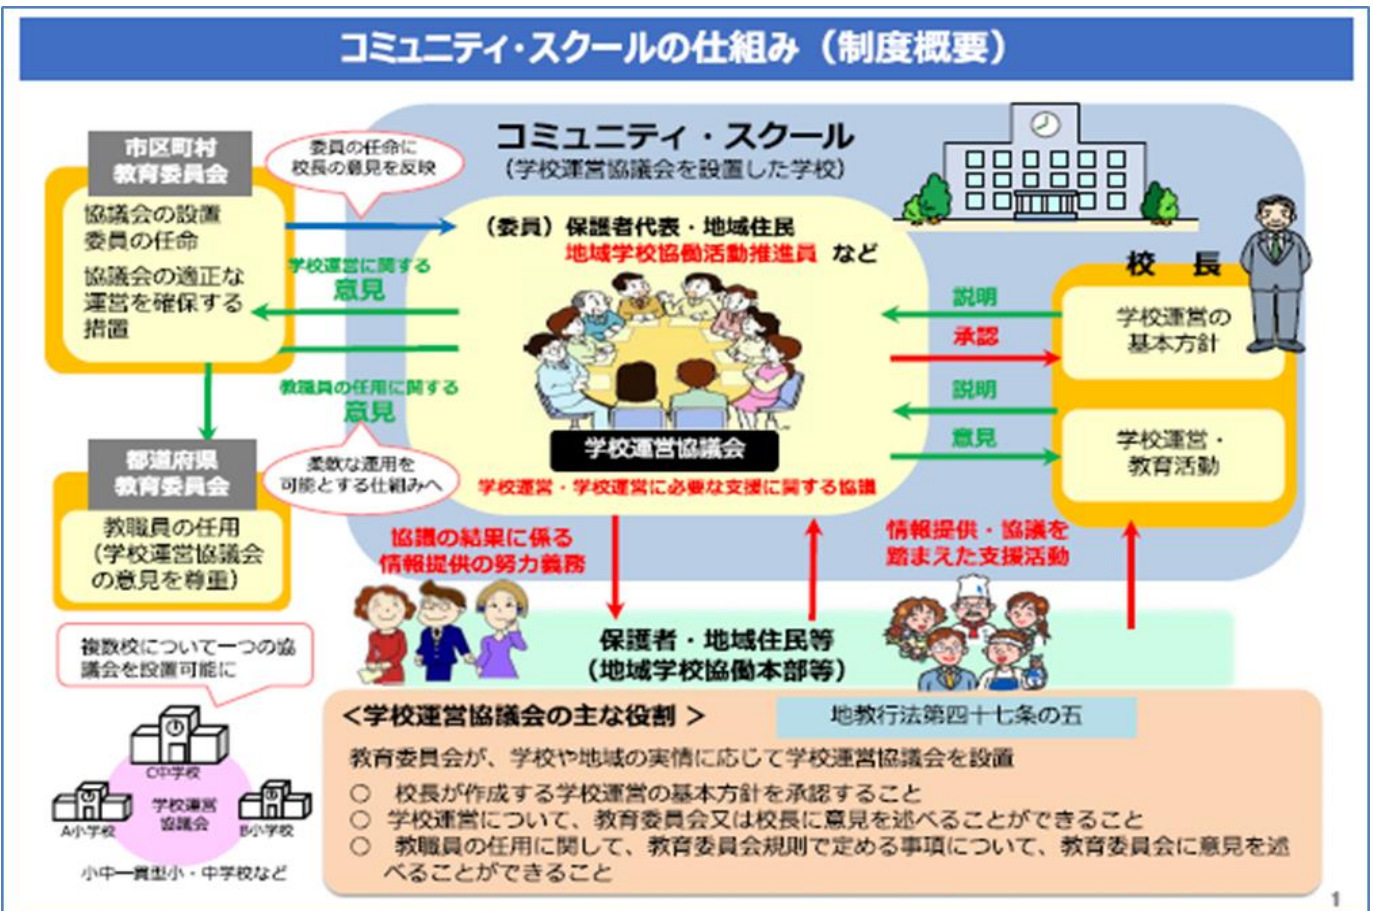 コミュニティ・スクールの仕組み（制度概要）
市区町村
教育委員会
協議会の設置
委員の任命
協議会の適正な
運営を確保する
措置
委員の任命に
校長の意見を反映
コミュニティ・スクール
（学校運営協議会を設置した学校）
（委員）保護者代表・地域住民
地域学校協働活動推進員 など
学校運営に関する
意見
教職員の任用に関する
意見
柔軟な運用を
可能とする仕組みへ
学校運営協議会
学校運営・学校運営に必要な支援に関する協議
校 長
学校運営の
基本方針
学校運営・
教育活動
説明
承認
説明
意見
都道府県
教育委員会
教職員の任用
（学校運営協議会
の意見を尊重）
協議の結果に係る
情報提供の努力義務
情報提供・協議を
踏まえた支援活動
保護者・地域住民等
（地域学校協働本部等）
複数校について一つの協
議会を設置可能に
C中学校
学校運営
協議会
A小学校
B小学校
小中一貫型小・中学校など
＜学校運営協議会の主な役割 ＞
地教行法第四十七条の五
教育委員会が、学校や地域の実情に応じて学校運営協議会を設置
○ 校長が作成する学校運営の基本方針を承認すること
○ 学校運営について、教育委員会又は校長に意見を述べることができること
○ 教職員の任用に関して、教育委員会規則で定める事項について、教育委員会に意見を述
べることができること
1